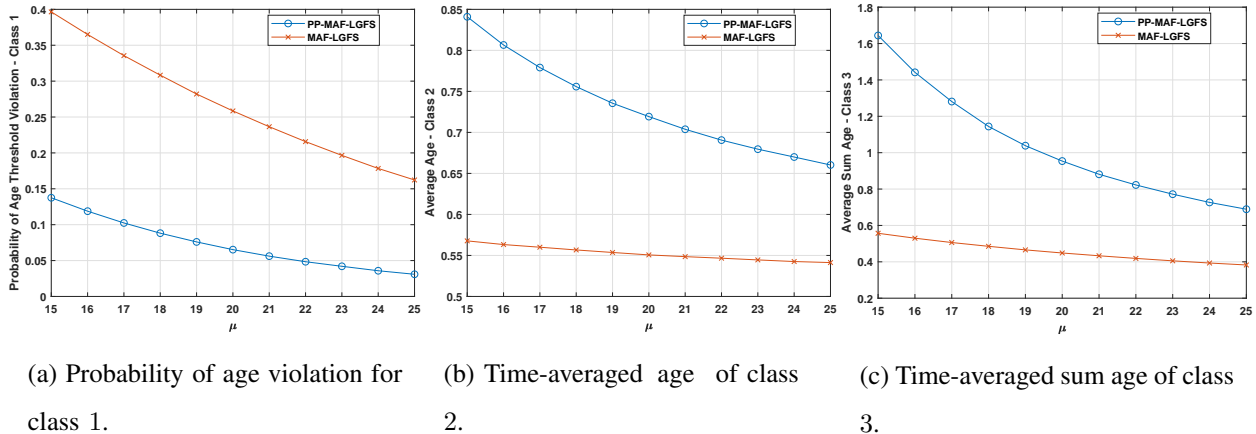 Probability of Age Threshold Violation - Class 1
0.4
0.35
0.3
0.25
0.2
0.15
0.1
0.05
0
15 16 17 18 19 20 21 22 23 24 25
μ
PP-MAF-LGFS
MAF-LGFS
(a) Probability of age violation for
class 1.
Average Age - Class 2
0.85
0.8
0.75
0.7
0.65
0.6
0.55
0.5
15 16 17 18 19 20 21 22 23 24 25
μ
PP-MAF-LGFS
MAF-LGFS
(b) Time-averaged age of class
2.
Average Sum Age - Class 3
1.8
1.6
1.4
1.2
1
0.8
0.6
0.4
0.2
15 16 17 18 19 20 21 22 23 24 25
μ
PP-MAF-LGFS
MAF-LGFS
(c) Time-averaged sum age of class
3.